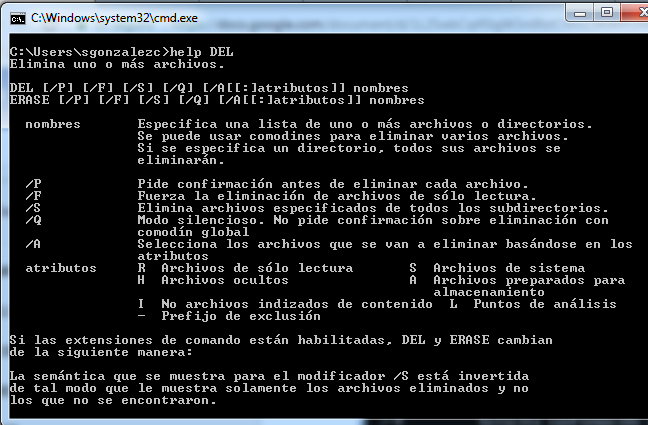 C:\Windows\system32\cmd.exe
C:\Users\sgonzalezc>help DEL
Elimina uno o más archivos.
DEL [/P] [/F] [/S] [/Q] [/A[[:]atributos]] nombres
ERASE [/P] [/F] [/S] [/Q] [/A[[:]atributos]] nombres
nombres Especifica una lista de uno o más archivos o directorios.
Se puede usar comodines para eliminar varios archivos.
Si se especifica un directorio, todos sus archivos se
eliminarán.
/P Pide confirmación antes de eliminar cada archivo.
/F Fuerza la eliminación de archivos de sólo lectura.
/S Elimina archivos especificados de todos los subdirectorios.
/Q Modo silencioso. No pide confirmación sobre eliminación con
comodín global
/A Selecciona los archivos que se van a eliminar basándose en los
atributos
atributos R Archivos de sólo lectura S Archivos de sistema
H Archivos ocultos A Archivos preparados para
almacenamiento
I No archivos indizados de contenido L Puntos de análisis
- Prefijo de exclusión
Si las extensiones de comando están habilitadas, DEL y ERASE cambian
de la siguiente manera:
La semántica que se muestra para el modificador /S está invertida
de tal modo que le muestra solamente los archivos eliminados y no
los que no se encontraron.